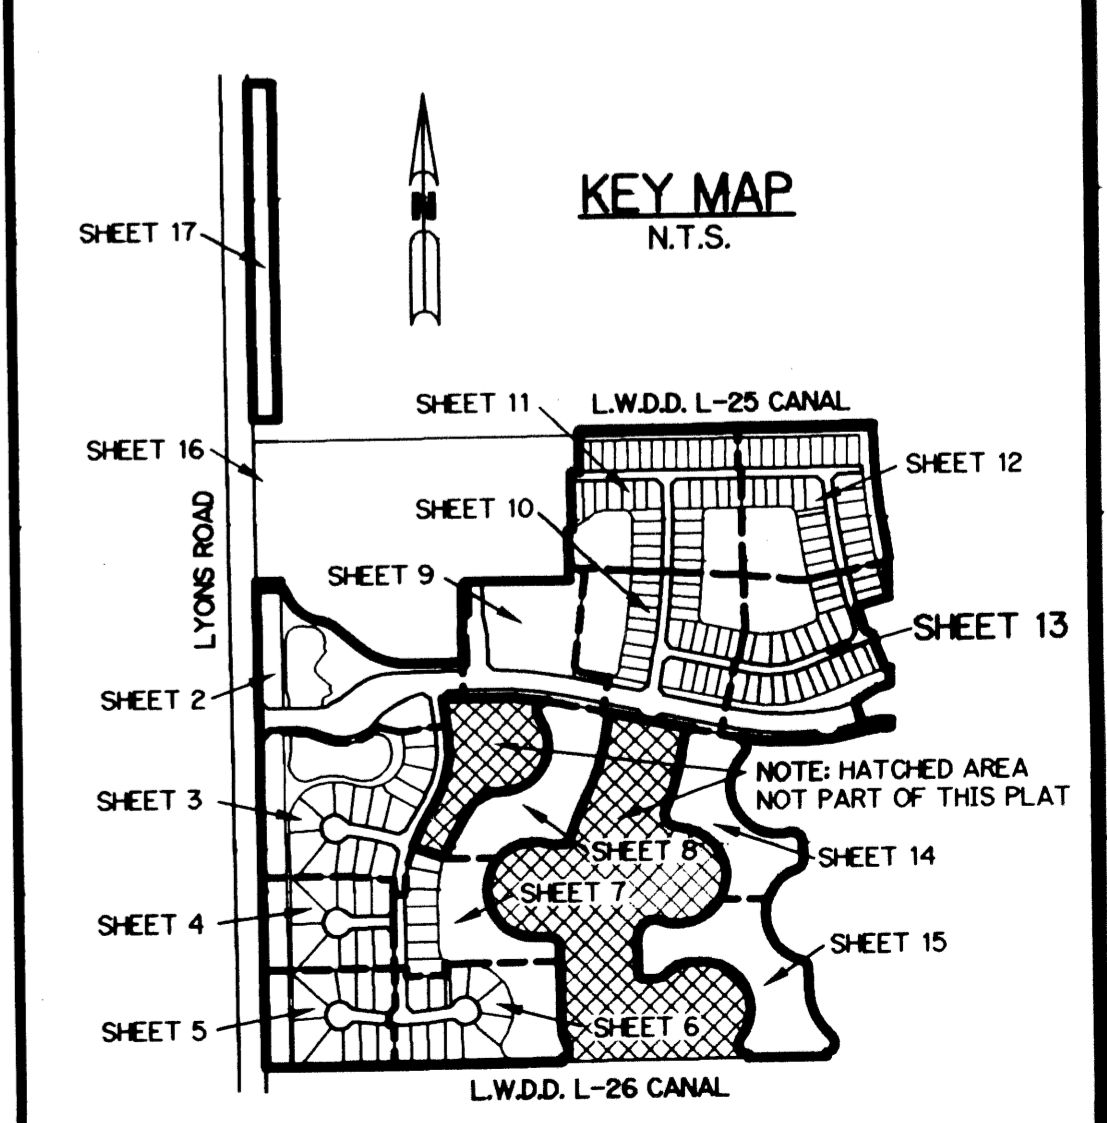 KEY MAP
N.T.S.
N
SHEET 17
SHEET 11
L.W.D.D. L-25 CANAL
SHEET 16
SHEET 12
LYONS ROAD
SHEET 10
SHEET 9
SHEET 13
SHEET 2
NOTE: HATCHED AREA
NOT PART OF THIS PLAT
SHEET 3
SHEET 8
SHEET 14
SHEET 7
SHEET 4
SHEET 15
SHEET 5
SHEET 6
L.W.D.D. L-26 CANAL